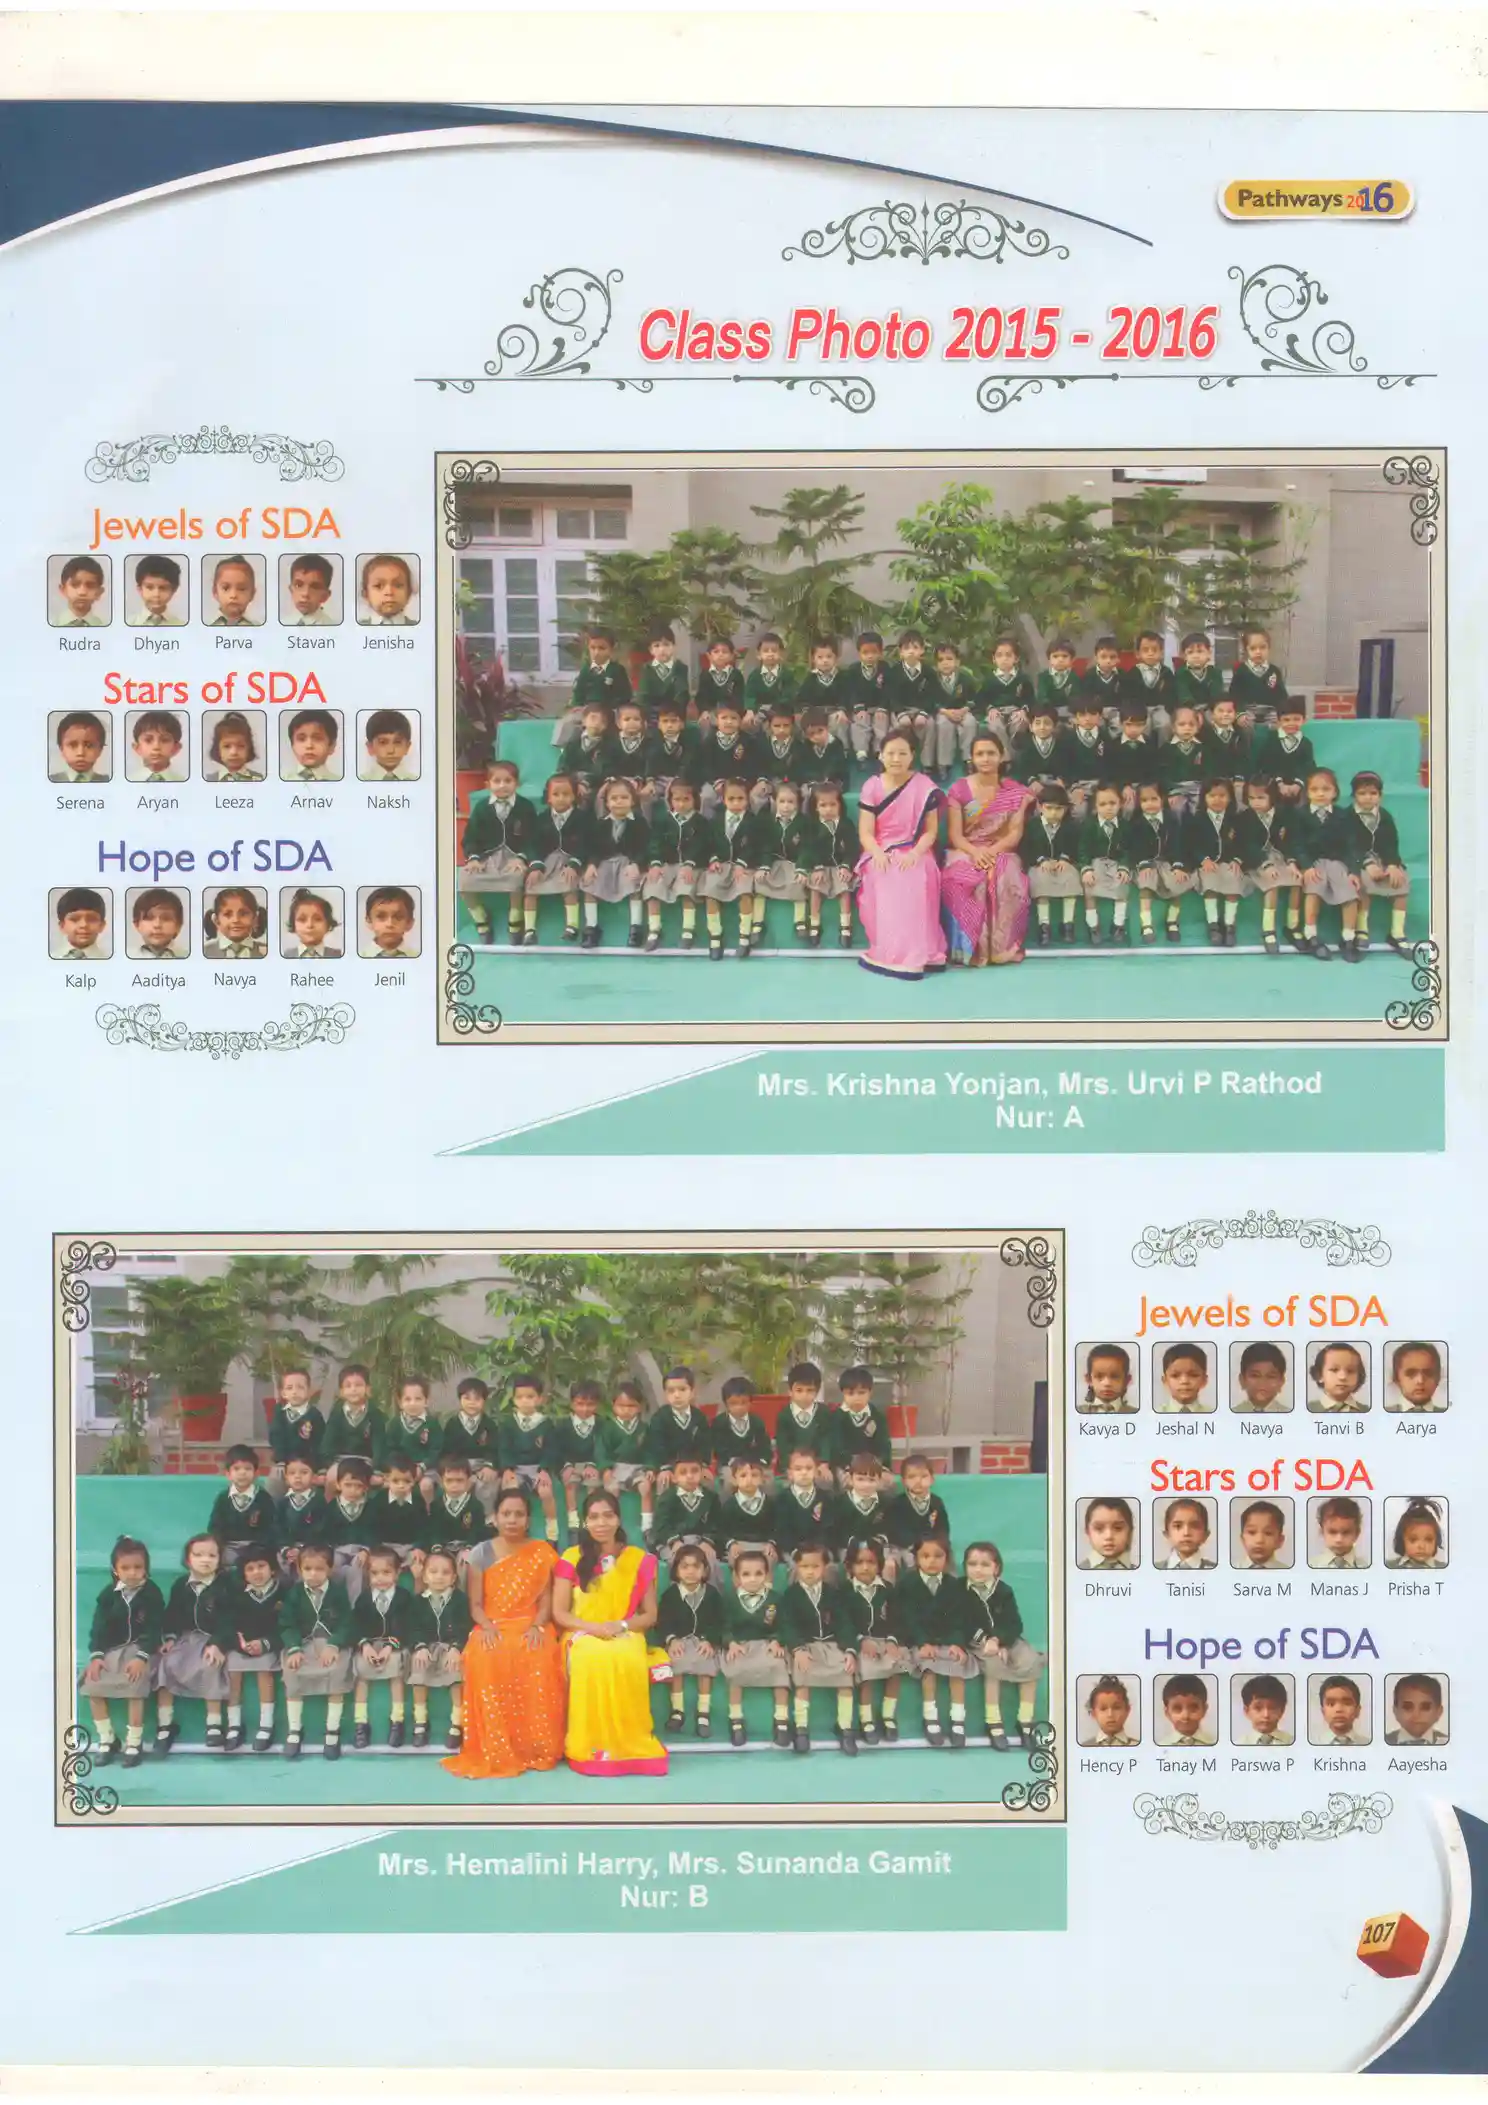 Pathways 2016
Class Photo 2015 - 2016
Jewels of SDA
Rudra Dhyan Parva Stavan Jenisha
Stars of SDA
Serena Aryan Leeza Arnav Naksh
Hope of SDA
Kalp Aaditya Navya Rahee Jenil
Mrs. Krishna Yonjan, Mrs. Urvi P Rathod
Nur: A
Jewels of SDA
Kavya D Jeshal N Navya Tanvi B Aarya
Stars of SDA
Dhruvi Tanisi Sarva M Manas J Prisha T
Hope of SDA
Hency P Tanay M Parswa P Krishna Aayesha
Mrs. Hemalini Harry, Mrs. Sunanda Gamit
Nur: B
107